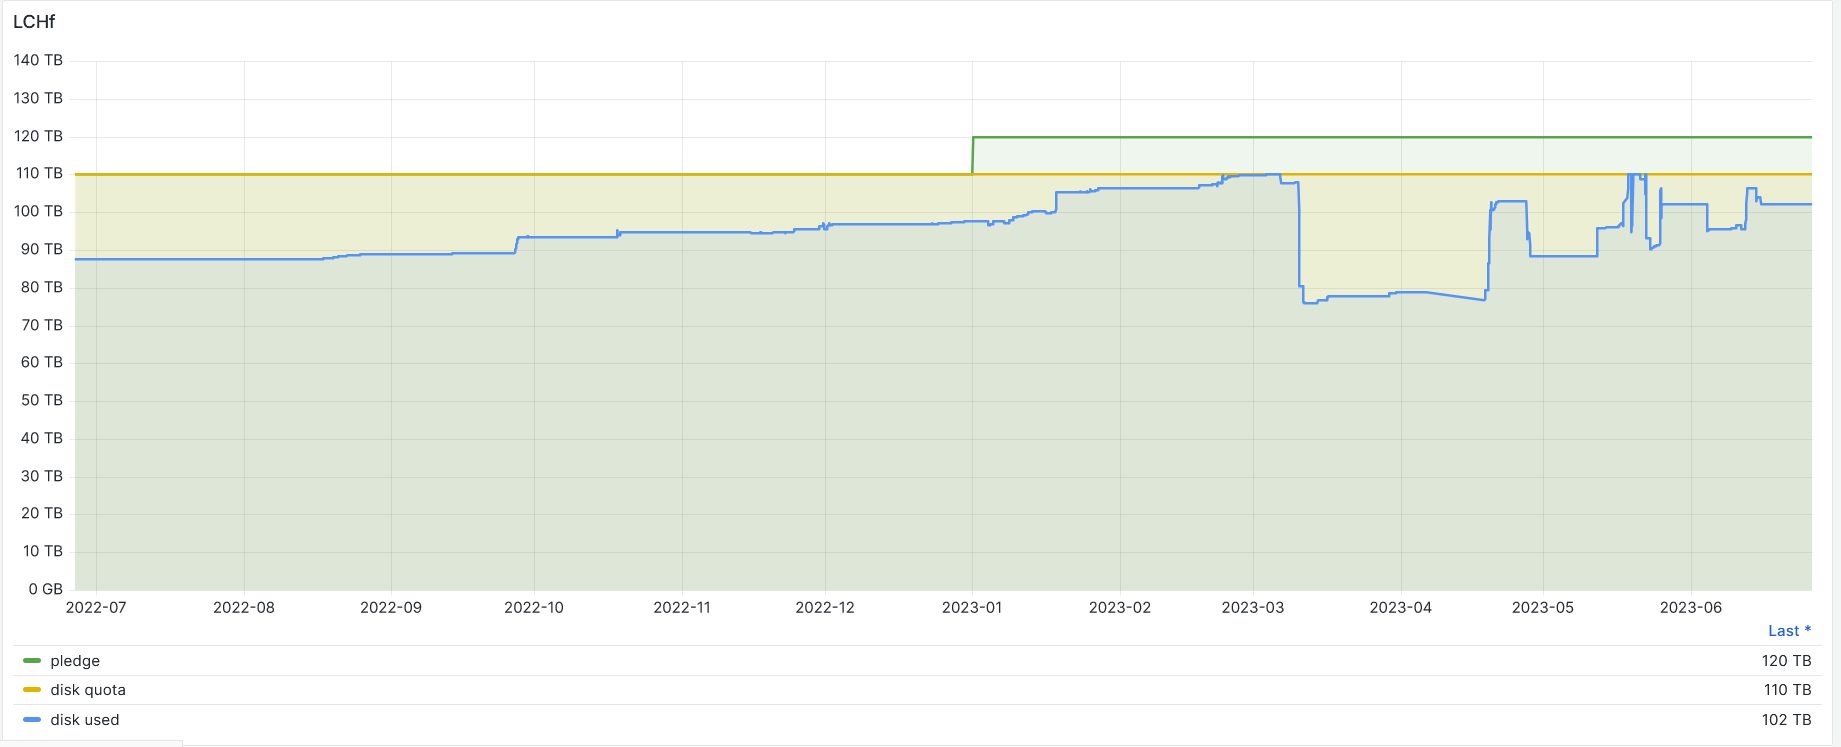 LCHf
140 TB
130 TB
120 TB
110 TB
100 TB
90 TB
80 TB
70 TB
60 TB
50 TB
40 TB
30 TB
20 TB
10 TB
0 GB
2022-07 2022-08 2022-09 2022-10 2022-11 2022-12 2023-01 2023-02 2023-03 2023-04 2023-05 2023-06
Last *
pledge 120 TB
disk quota 110 TB
disk used 102 TB